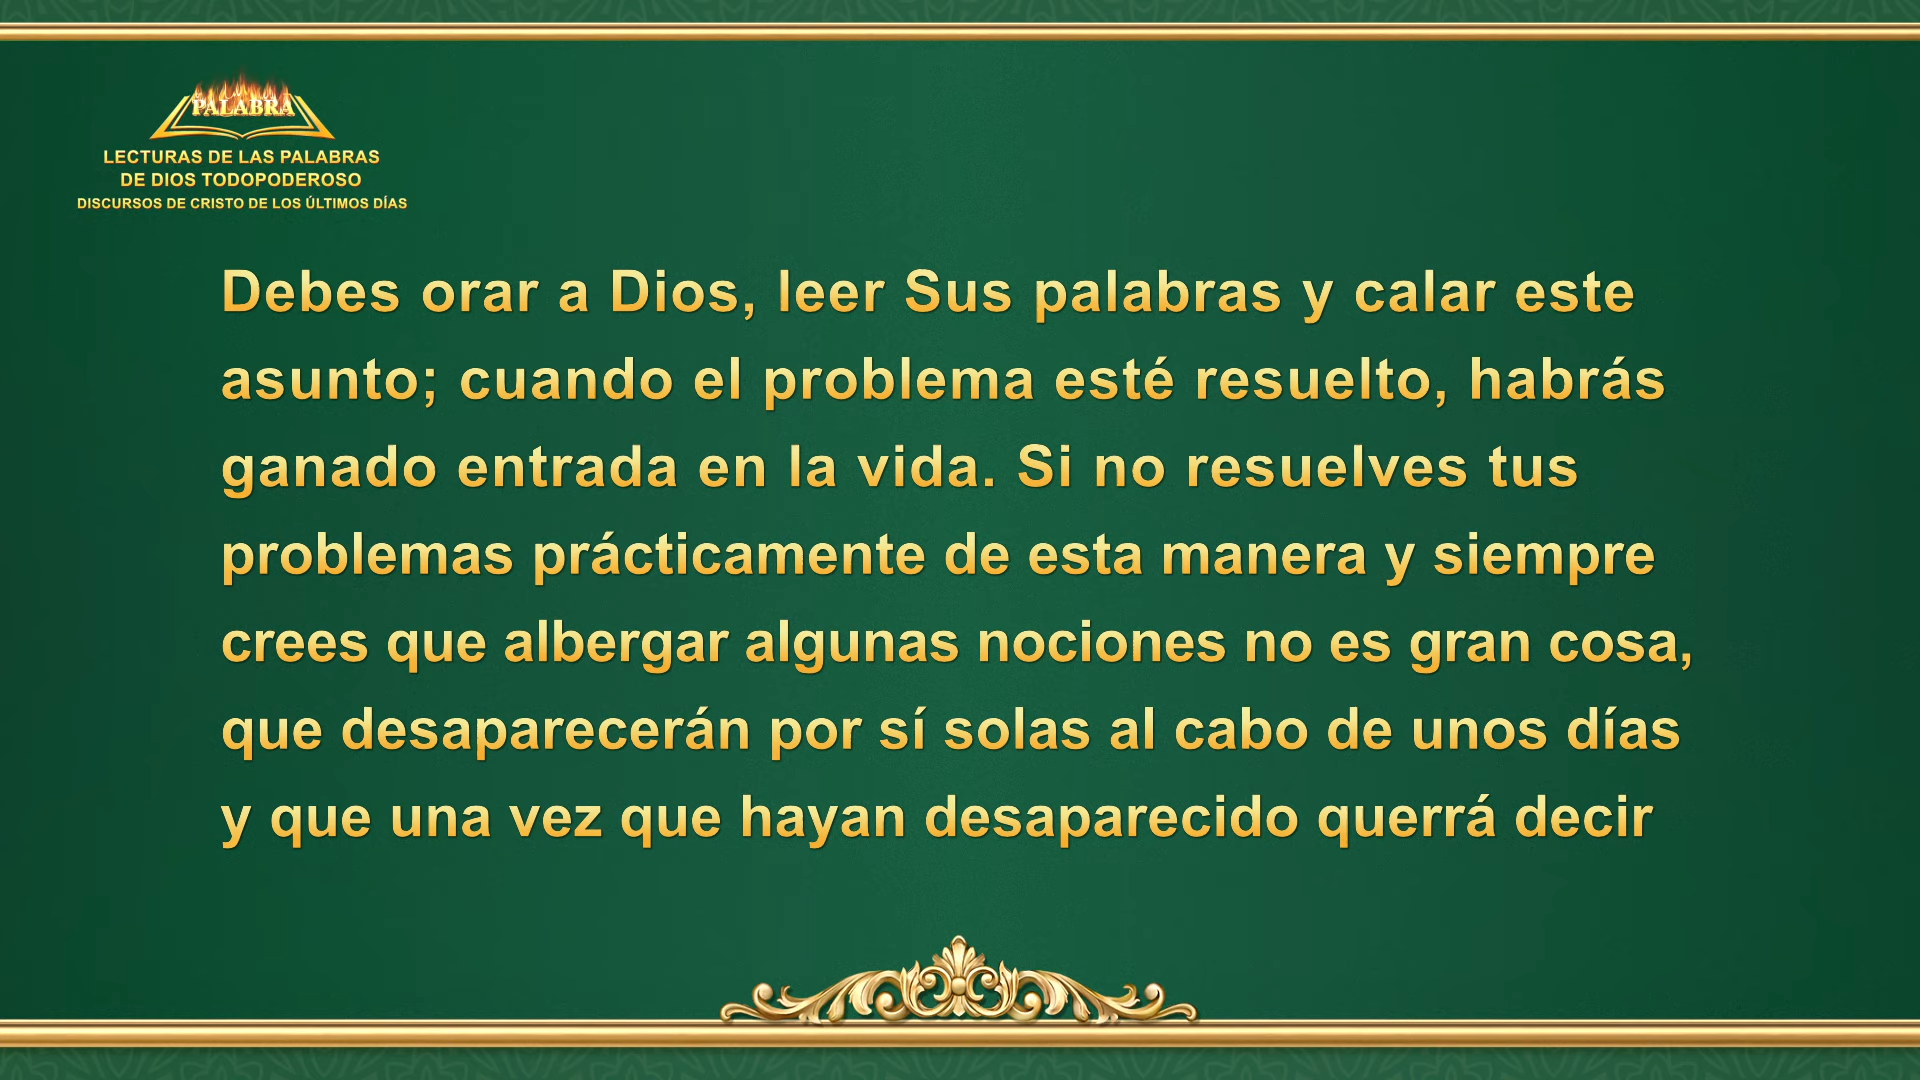 PALABRA
LECTURAS DE LAS PALABRAS
DE DIOS TODOPODEROSO
DISCURSOS DE CRISTO DE LOS ÚLTIMOS DÍAS
Debes orar a Dios, leer Sus palabras y calar este
asunto; cuando el problema esté resuelto, habrás
ganado entrada en la vida. Si no resuelves tus
problemas prácticamente de esta manera y siempre
crees que albergar algunas nociones no es gran cosa,
que desaparecerán por sí solas al cabo de unos días
y que una vez que hayan desaparecido querrá decir